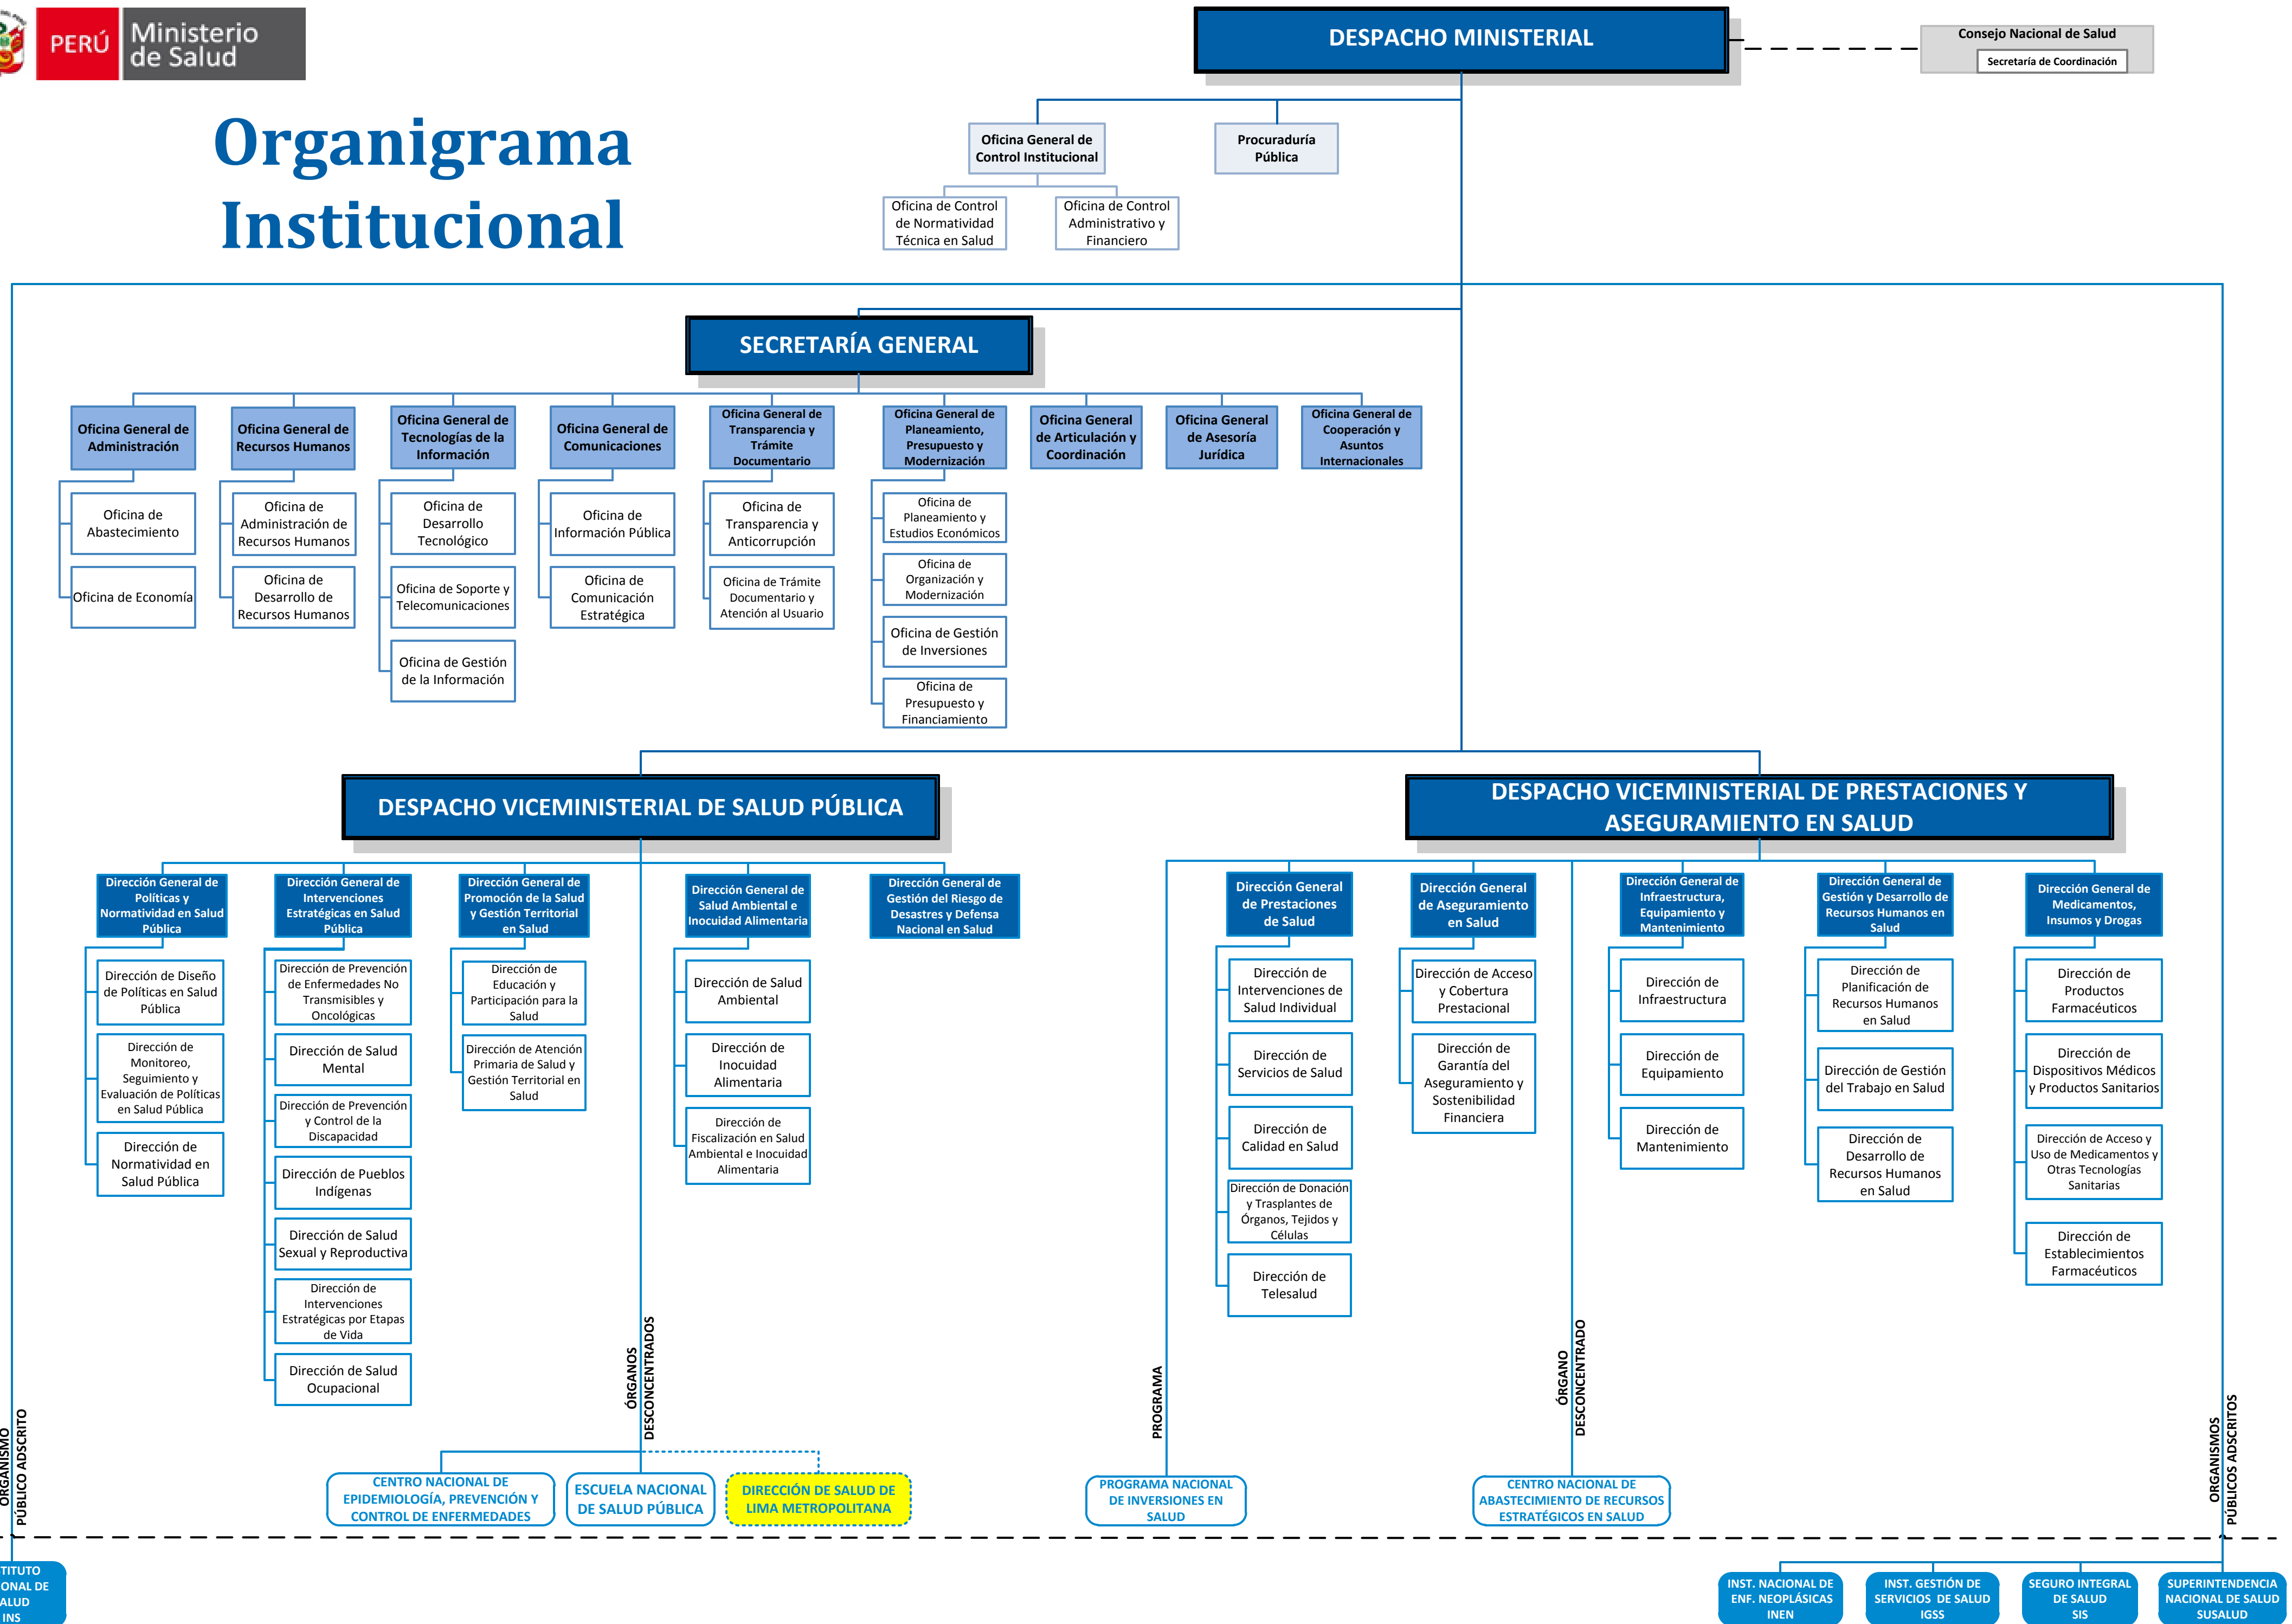 PERÚ
Ministerio
de Salud
Organigrama
Institucional
DESPACHO MINISTERIAL
Consejo Nacional de Salud
Secretaría de Coordinación
Oficina General de
Control Institucional
Procuraduría
Pública
Oficina de Control
de Normatividad
Técnica en Salud
Oficina de Control
Administrativo y
Financiero
SECRETARÍA GENERAL
Oficina General de
Administración
Oficina General de
Recursos Humanos
Oficina General de
Tecnologías de la
Información
Oficina General de
Comunicaciones
Oficina General de
Transparencia y
Trámite
Documentario
Oficina General de
Planeamiento,
Presupuesto y
Modernización
Oficina General
de Articulación y
Coordinación
Oficina General
de Asesoría
Jurídica
Oficina General de
Cooperación y
Asuntos
Internacionales
Oficina de
Abastecimiento
Oficina de Economía
Oficina de
Administración de
Recursos Humanos
Oficina de
Desarrollo de
Recursos Humanos
Oficina de
Desarrollo
Tecnológico
Oficina de Soporte y
Telecomunicaciones
Oficina de Gestión
de la Información
Oficina de
Información Pública
Oficina de
Comunicación
Estratégica
Oficina de
Transparencia y
Anticorrupción
Oficina de Trámite
Documentario y
Atención al Usuario
Oficina de
Planeamiento y
Estudios Económicos
Oficina de
Organización y
Modernización
Oficina de Gestión
de Inversiones
Oficina de
Presupuesto y
Financiamiento
DESPACHO VICEMINISTERIAL DE SALUD PÚBLICA
Dirección General de
Políticas y
Normatividad en Salud
Pública
Dirección General de
Intervenciones
Estratégicas en Salud
Pública
Dirección General de
Promoción de la Salud
y Gestión Territorial
en Salud
Dirección General de
Salud Ambiental e
Inocuidad Alimentaria
Dirección General de
Gestión del Riesgo de
Desastres y Defensa
Nacional en Salud
Dirección de Diseño
de Políticas en Salud
Pública
Dirección de
Monitoreo,
Seguimiento y
Evaluación de Políticas
en Salud Pública
Dirección de
Normatividad en
Salud Pública
Dirección de Prevención
de Enfermedades No
Transmisibles y
Oncológicas
Dirección de Salud
Mental
Dirección de Prevención
y Control de la
Discapacidad
Dirección de Pueblos
Indígenas
Dirección de Salud
Sexual y Reproductiva
Dirección de
Intervenciones
Estratégicas por Etapas
de Vida
Dirección de Salud
Ocupacional
Dirección de
Educación y
Participación para la
Salud
Dirección de Atención
Primaria de Salud y
Gestión Territorial en
Salud
Dirección de Salud
Ambiental
Dirección de
Inocuidad
Alimentaria
Dirección de
Fiscalización en Salud
Ambiental e Inocuidad
Alimentaria
ÓRGANOS
DESCONCENTRADOS
CENTRO NACIONAL DE
EPIDEMIOLOGÍA, PREVENCIÓN Y
CONTROL DE ENFERMEDADES
ESCUELA NACIONAL
DE SALUD PÚBLICA
DIRECCIÓN DE SALUD DE
LIMA METROPOLITANA
DESPACHO VICEMINISTERIAL DE PRESTACIONES Y
ASEGURAMIENTO EN SALUD
Dirección General
de Prestaciones
de Salud
Dirección General
de Aseguramiento
en Salud
Dirección General de
Infraestructura,
Equipamiento y
Mantenimiento
Dirección General de
Gestión y Desarrollo de
Recursos Humanos en
Salud
Dirección General de
Medicamentos,
Insumos y Drogas
Dirección de
Intervenciones de
Salud Individual
Dirección de
Servicios de Salud
Dirección de
Calidad en Salud
Dirección de Donación
y Trasplantes de
Órganos, Tejidos y
Células
Dirección de
Telesalud
Dirección de Acceso
y Cobertura
Prestacional
Dirección de
Garantía del
Aseguramiento y
Sostenibilidad
Financiera
Dirección de
Infraestructura
Dirección de
Equipamiento
Dirección de
Mantenimiento
Dirección de
Planificación de
Recursos Humanos
en Salud
Dirección de Gestión
del Trabajo en Salud
Dirección de
Desarrollo de
Recursos Humanos
en Salud
Dirección de
Productos
Farmacéuticos
Dirección de
Dispositivos Médicos
y Productos Sanitarios
Dirección de Acceso y
Uso de Medicamentos y
Otras Tecnologías
Sanitarias
Dirección de
Establecimientos
Farmacéuticos
PROGRAMA
ÓRGANO
DESCONCENTRADO
PROGRAMA NACIONAL
DE INVERSIONES EN
SALUD
CENTRO NACIONAL DE
ABASTECIMIENTO DE RECURSOS
ESTRATÉGICOS EN SALUD
ORGANISMO
PÚBLICO ADSCRITO
ORGANISMOS
PÚBLICOS ADSCRITOS
TITUTO
ONAL DE
ALUD
INS
INST. NACIONAL DE
ENF. NEOPLÁSICAS
INEN
INST. GESTIÓN DE
SERVICIOS DE SALUD
IGSS
SEGURO INTEGRAL
DE SALUD
SIS
SUPERINTENDENCIA
NACIONAL DE SALUD
SUSALUD